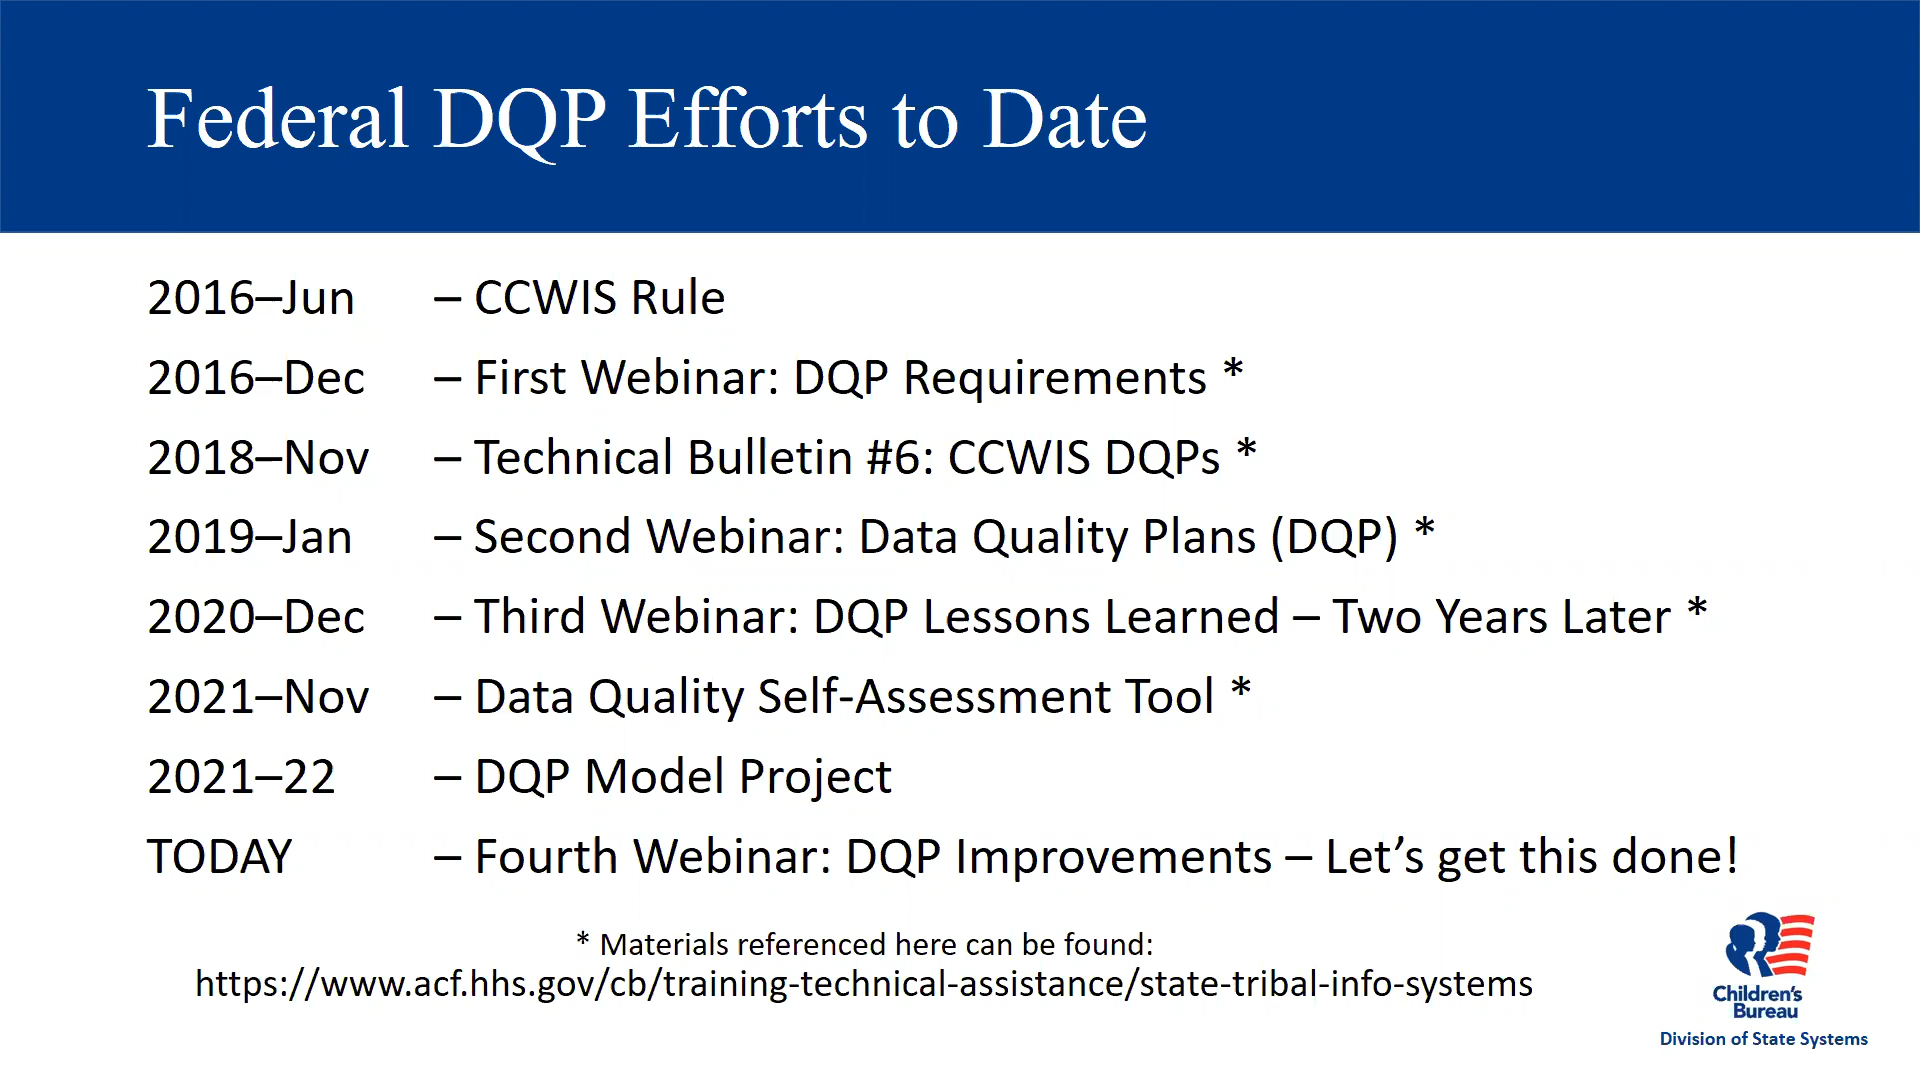 Federal DQP Efforts to Date
2016–Jun – CCWIS Rule
2016–Dec – First Webinar: DQP Requirements *
2018–Nov – Technical Bulletin #6: CCWIS DQPs *
2019–Jan – Second Webinar: Data Quality Plans (DQP) *
2020–Dec – Third Webinar: DQP Lessons Learned – Two Years Later *
2021–Nov – Data Quality Self-Assessment Tool *
2021–22 – DQP Model Project
TODAY – Fourth Webinar: DQP Improvements – Let’s get this done!
* Materials referenced here can be found:
https://www.acf.hhs.gov/cb/training-technical-assistance/state-tribal-info-systems
Children's
Bureau
Division of State Systems